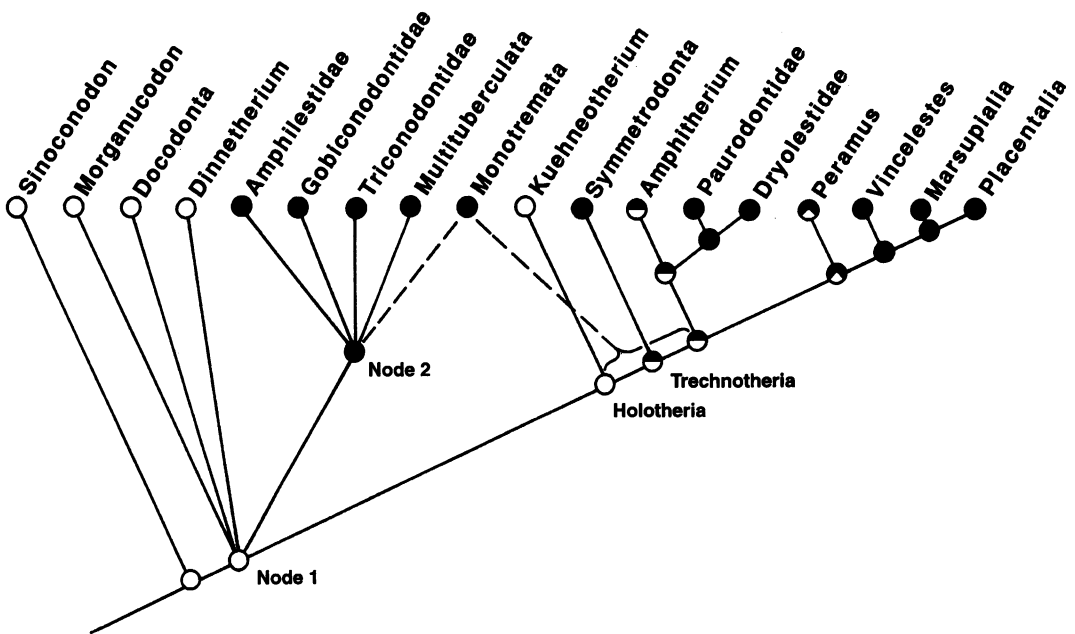 Sinoconodon
Morganucodon
Docodonta
Dinnetherium
Amphilestidae
Gobiconodontidae
Triconodontidae
Multituberculata
Monotremata
Kuehneotherium
Symmetrodonta
Amphitherium
Paurodontidae
Dryolestidae
Peramus
Vincelestes
Marsupialia
Placentalia
Node 2
Trechnotheria
Holotheria
Node 1